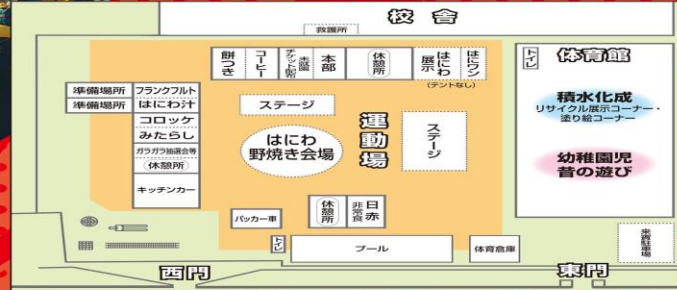 校舎
救護所
餅つき
コーヒー
本部
休憩所
はにわ
展示
はにワン
(テントなし)
トイレ
体育館
積水化成
リサイクル展示コーナー・
塗り絵コーナー
幼稚園児
昔の遊び
準備場所
フランクフルト
準備場所
はにわ汁
コロッケ
みたらし
ガラガラ抽選会等
(休憩所)
キッチンカー
ステージ
はにわ
野焼き会場
運動場
ステージ
パッカー車
休憩所
日赤
非常食
トイレ
プール
体育倉庫
来賓駐車場
西門
東門